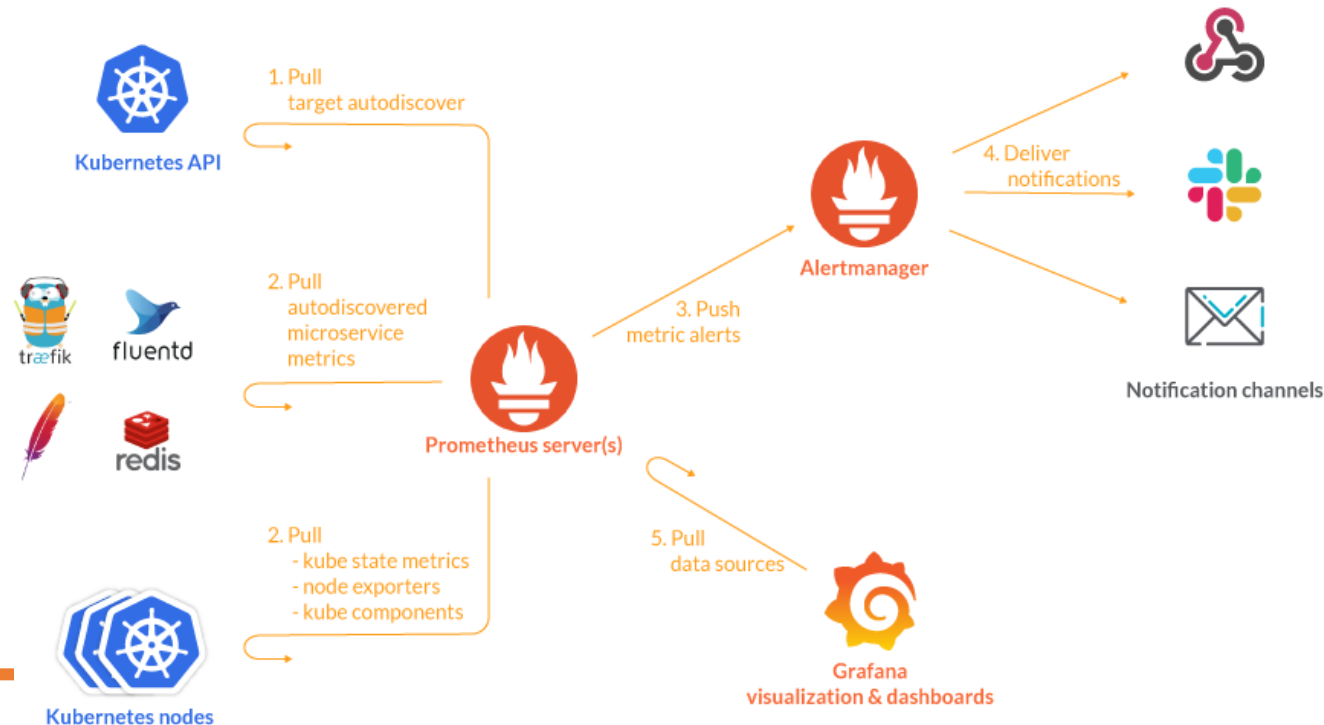 1. Pull
target autodiscover
Kubernetes API
2. Pull
autodiscovered
microservice
metrics
træfik
fluentd
redis
Prometheus server(s)
2. Pull
- kube state metrics
- node exporters
- kube components
Kubernetes nodes
3. Push
metric alerts
Alertmanager
4. Deliver
notifications
Notification channels
5. Pull
data sources
Grafana
visualization & dashboards